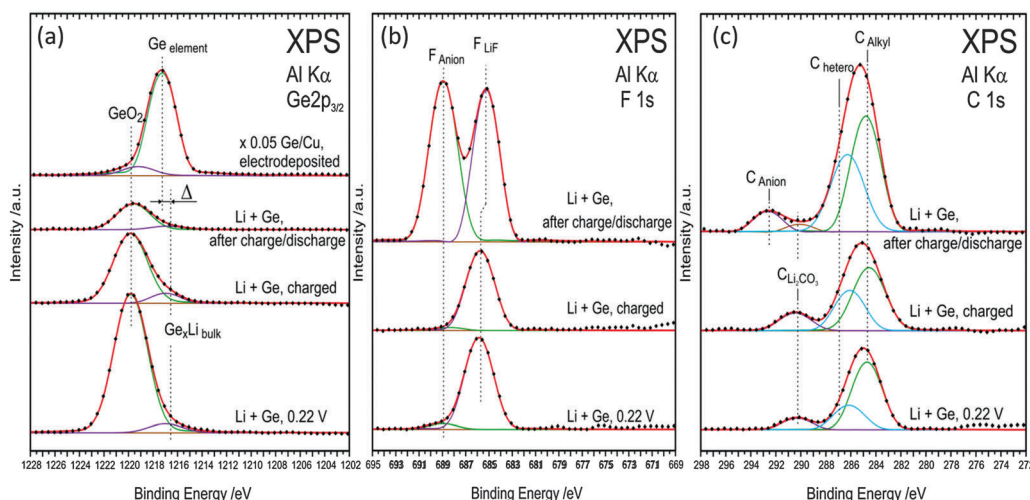 (a)
XPS
Al Kα
Ge2p3/2
Ge element
GeO2
x 0.05 Ge/Cu,
electrodeposited
Δ
Li + Ge,
after charge/discharge
Li + Ge, charged
GexLi bulk
Li + Ge, 0.22 V
Intensity /a.u.
Intensity /a.u.
1228 1226 1224 1222 1220 1218 1216 1214 1212 1210 1208 1206 1204 1202
Binding Energy /eV
(b)
XPS
Al Kα
F 1s
F Anion
F LiF
Li + Ge,
after charge/discharge
Li + Ge, charged
Li + Ge, 0.22 V
Intensity /a.u.
Intensity /a.u.
695 693 691 689 687 685 683 681 679 677 675 673 671 669
Binding Energy /eV
(c)
XPS
Al Kα
C 1s
C Alkyl
C hetero
C Anion
Li + Ge,
after charge/discharge
C Li2CO3
Li + Ge, charged
Li + Ge, 0.22 V
Intensity /a.u.
Intensity /a.u.
298 296 294 292 290 288 286 284 282 280 278 276 274 272
Binding Energy /eV